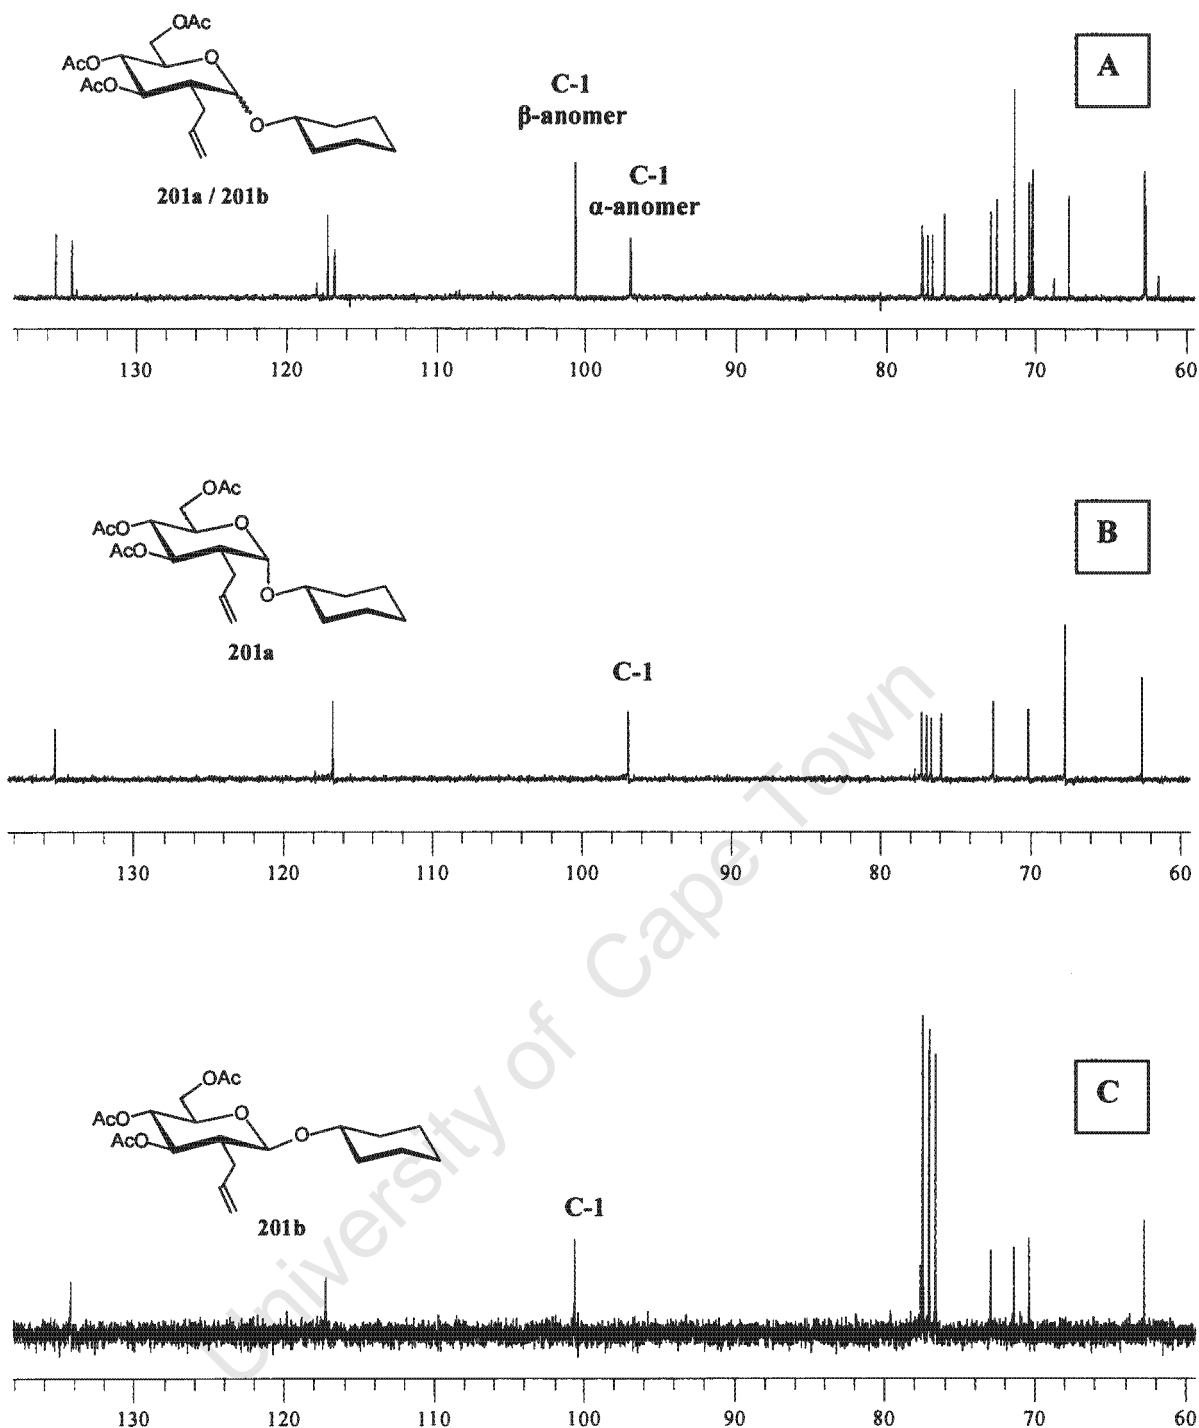 OAc
A
AcO
O
AcO
C-1
β-anomer
O
C-1
α-anomer
201a / 201b
130
120
110
100
90
80
70
60
OAc
B
AcO
O
AcO
O
201a
C-1
130
120
110
100
90
80
70
60
OAc
C
AcO
O
AcO
O
201b
C-1
130
120
110
100
90
80
70
60
University of Cape Town